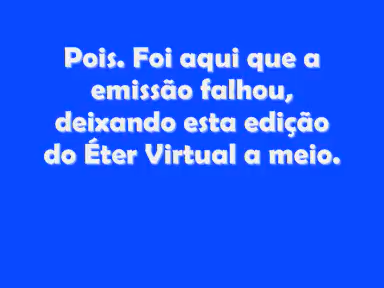 Pois. Foi aqui que a
emissão falhou,
deixando esta edição
do Éter Virtual a meio.